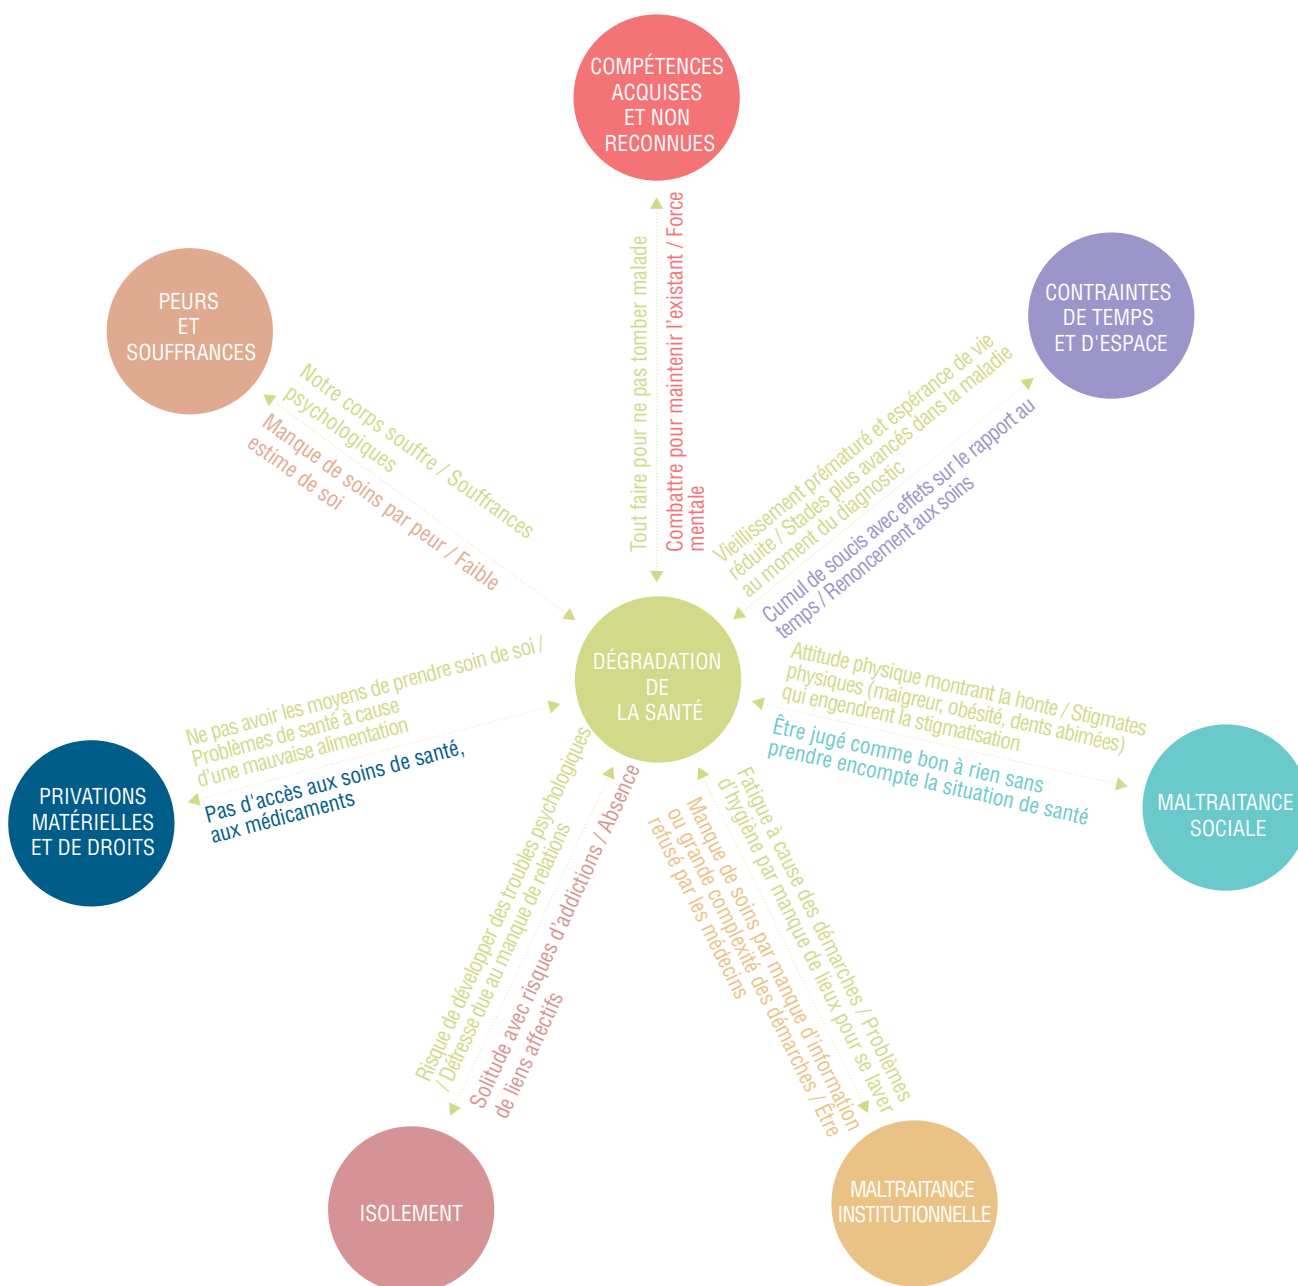 COMPÉTENCES
ACQUISES
ET NON
RECONNUES
Tout faire pour ne pas tomber malade
Combattre pour maintenir l'existant / Force
mentale
CONTRAINTES
DE TEMPS
ET D'ESPACE
Vieillissement prématuré et espérance de vie
réduite / Stades plus avancés dans la maladie
au moment du diagnostic
Cumul de soucis avec effets sur le rapport au
temps / Renoncement aux soins
PEURS
ET
SOUFFRANCES
Notre corps souffre / Souffrances
psychologiques
Manque de soins par peur / Faible
estime de soi
DÉGRADATION
DE
LA SANTÉ
Attitude physique montrant la honte / Stigmates
physiques (maigreur, obésité, dents abimées)
qui engendrent la stigmatisation
Être jugé comme bon à rien sans
prendre encompte la situation de santé
MALTRAITANCE
SOCIALE
Ne pas avoir les moyens de prendre soin de soi /
Problèmes de santé à cause
d'une mauvaise alimentation
Pas d'accès aux soins de santé,
aux médicaments
PRIVATIONS
MATÉRIELLES
ET DE DROITS
Risque de développer des troubles psychologiques
/ Détresse due au manque de relations
Solitude avec risques d'addictions / Absence
de liens affectifs
ISOLEMENT
Fatigue à cause des démarches / Problèmes
d'hygiène par manque de lieux pour se laver
Manque de soins par manque d'information
ou grande complexité des démarches / Être
refusé par les médecins
MALTRAITANCE
INSTITUTIONNELLE